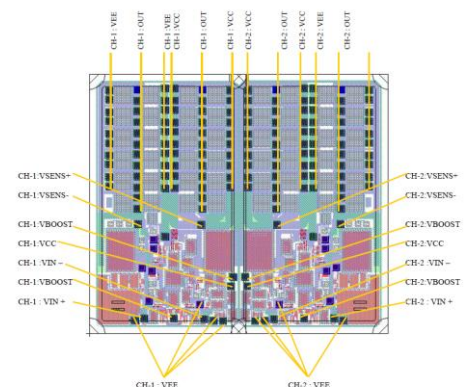 CH-1 : VEE
CH-1 : OUT
CH-1 : VEE
CH-1 : VCC
CH-1 : OUT
CH-1 : VCC
CH-2 : VCC
CH-2 : OUT
CH-2 : VCC
CH-2 : VEE
CH-2 : OUT
CH-1:VSENS+
CH-2:VSENS+
CH-1:VSENS-
CH-2:VSENS-
CH-1:VBOOST
CH-2:VBOOST
CH-1:VCC
CH-2:VCC
CH-1 :VIN –
CH-2 :VIN –
CH-1:VBOOST
CH-2:VBOOST
CH-1 : VIN +
CH-2 : VIN +
CH-1 : VEE
CH-2 : VEE